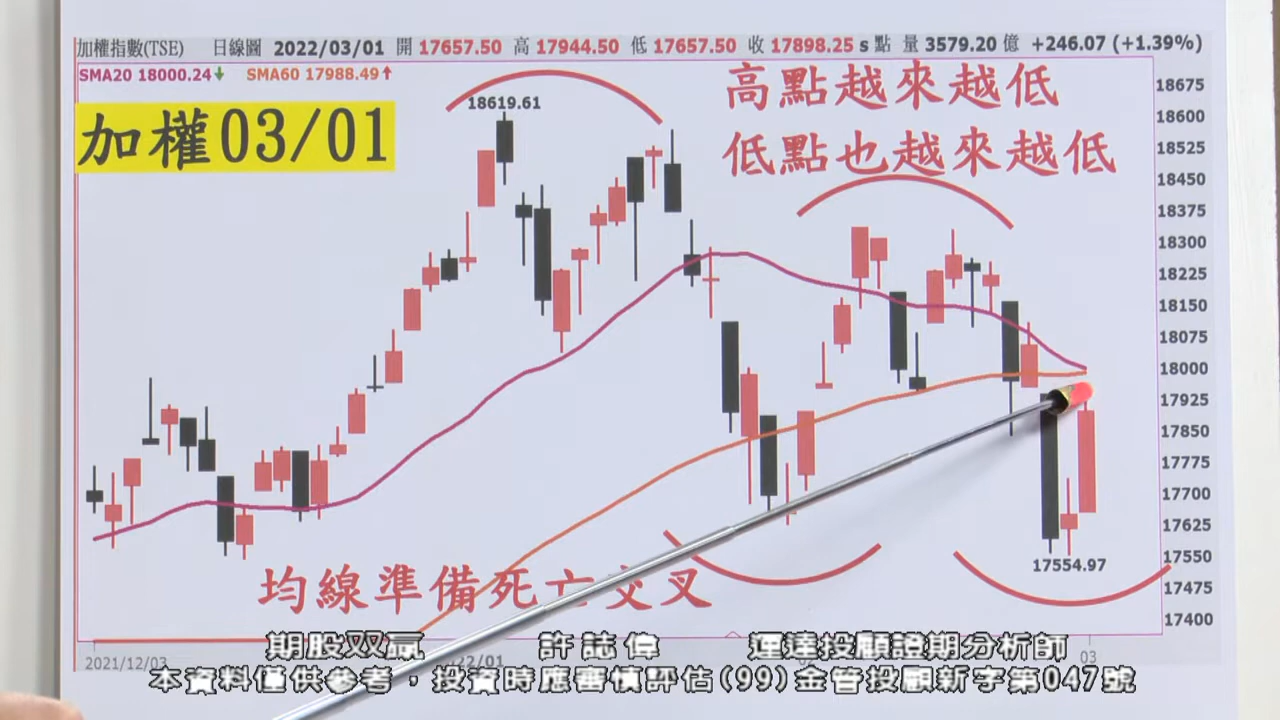 加權指數(TSE) 日線圖 2022/03/01 開 17657.50 高 17944.50 低 17657.50 收 17898.25 s 點 量 3579.20 億 +246.07 (+1.39%)
SMA20 18000.24↓ SMA60 17988.49↑
加權03/01
18619.61
高點越來越低
低點也越來越低
18675
18600
18525
18450
18375
18300
18225
18150
18075
18000
17925
17850
17775
17700
17625
17550
17475
17400
17554.97
均線準備死亡交叉
2021/12/03
22/01
03
期股双贏 許誌偉 運達投顧證期分析師
本資料僅供參考，投資時應審慎評估(99)金管投顧新字第047號